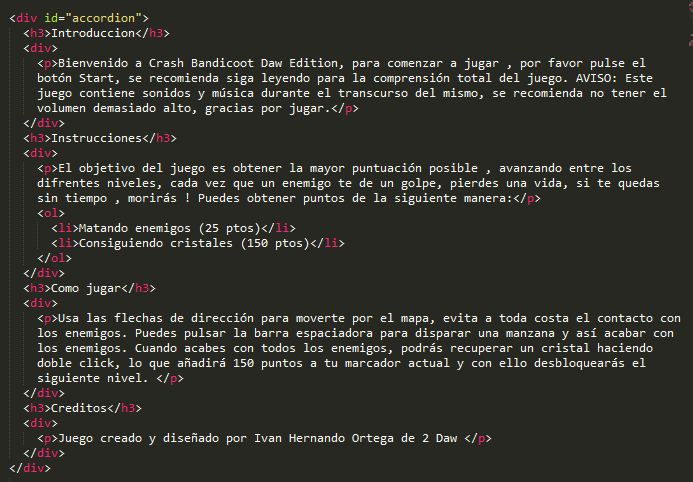 <div id="accordion">
<h3>Introduccion</h3>
<div>
<p>Bienvenido a Crash Bandicoot Daw Edition, para comenzar a jugar , por favor pulse el
botón Start, se recomienda siga leyendo para la comprensión total del juego. AVISO: Este
juego contiene sonidos y música durante el transcurso del mismo, se recomienda no tener el
volumen demasiado alto, gracias por jugar.</p>
</div>
<h3>Instrucciones</h3>
<div>
<p>El objetivo del juego es obtener la mayor puntuación posible , avanzando entre los
difrentes niveles, cada vez que un enemigo te de un golpe, pierdes una vida, si te quedas
sin tiempo , morirás ! Puedes obtener puntos de la siguiente manera:</p>
<ol>
<li>Matando enemigos (25 ptos)</li>
<li>Consiguiendo cristales (150 ptos)</li>
</ol>
</div>
<h3>Como jugar</h3>
<div>
<p>Usa las flechas de dirección para moverte por el mapa, evita a toda costa el contacto con
los enemigos. Puedes pulsar la barra espaciadora para disparar una manzana y así acabar con
los enemigos. Cuando acabes con todos los enemigos, podrás recuperar un cristal haciendo
doble click, lo que añadirá 150 puntos a tu marcador actual y con ello desbloquearás el
siguiente nivel. </p>
</div>
<h3>Creditos</h3>
<div>
<p>Juego creado y diseñado por Ivan Hernando Ortega de 2 Daw </p>
</div>
</div>